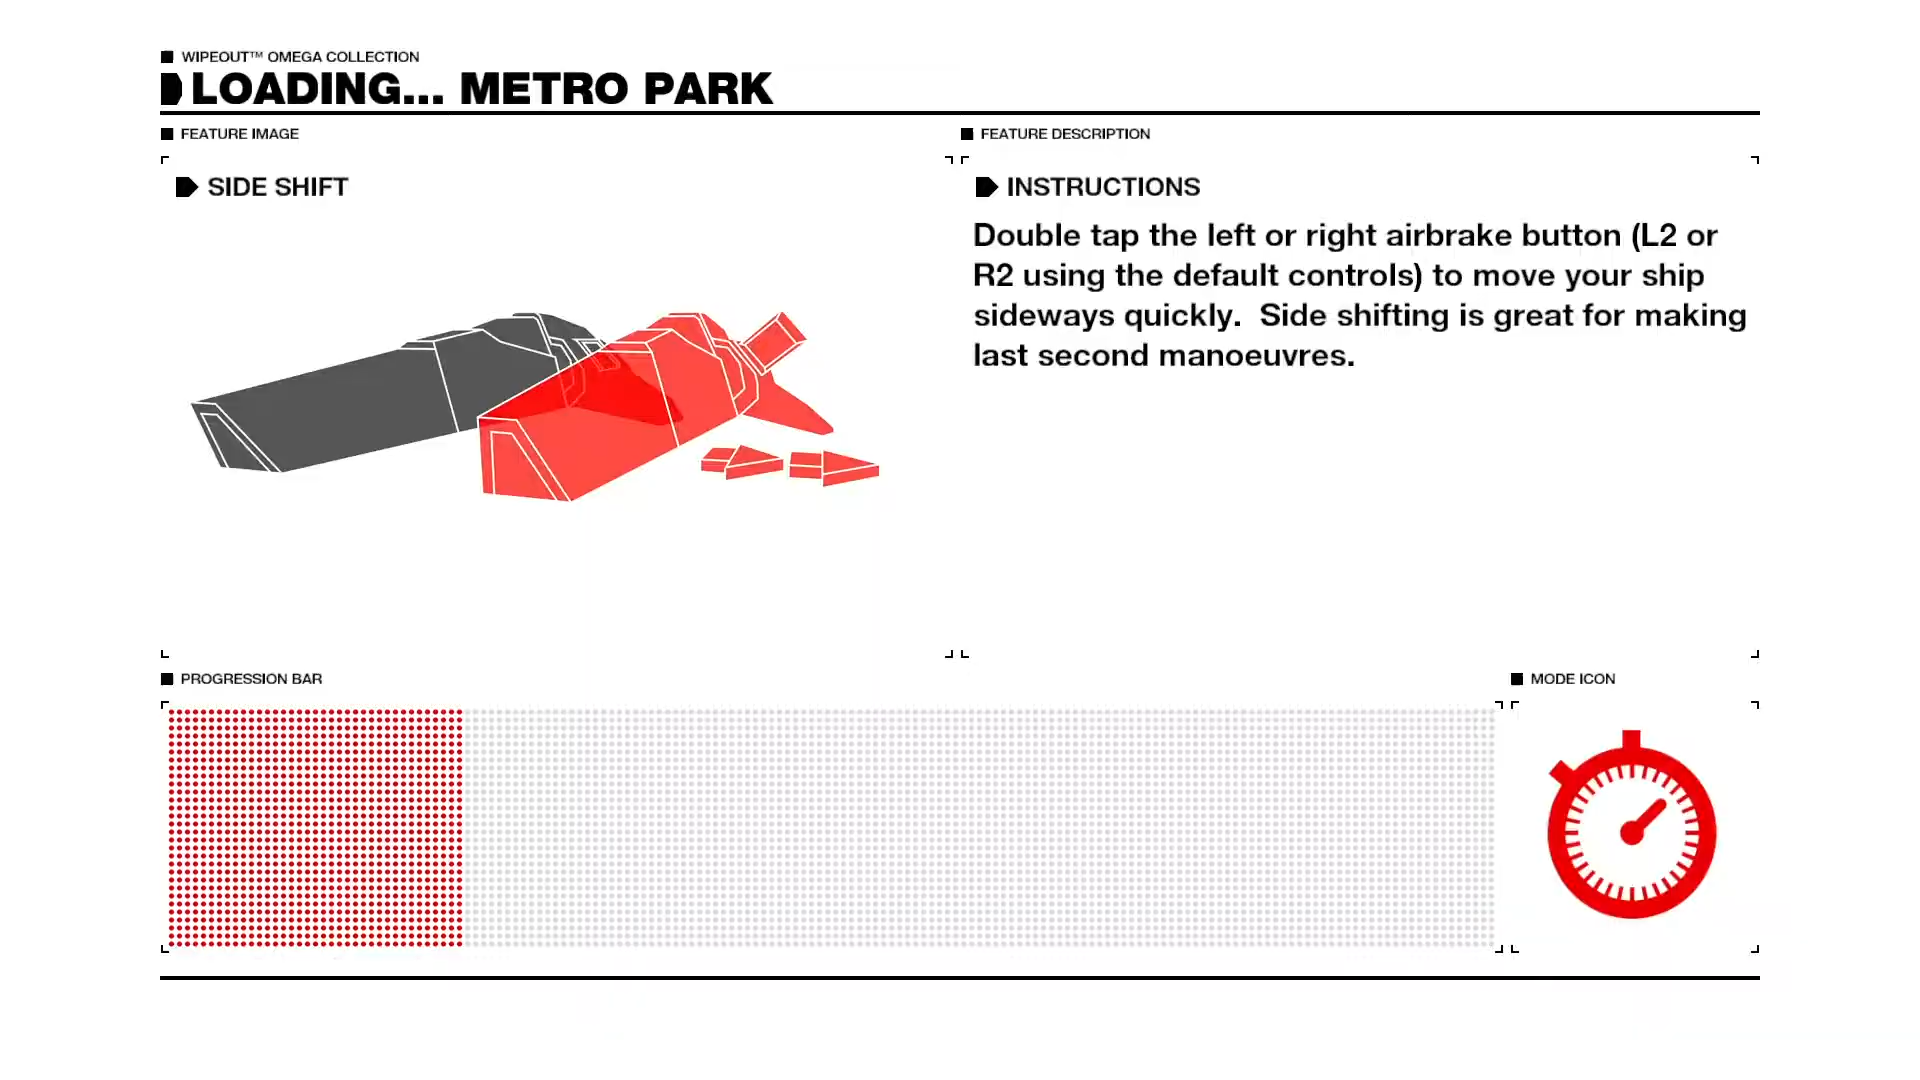 WIPEOUT™ OMEGA COLLECTION
LOADING... METRO PARK
FEATURE IMAGE
SIDE SHIFT
FEATURE DESCRIPTION
INSTRUCTIONS
Double tap the left or right airbrake button (L2 or
R2 using the default controls) to move your ship
sideways quickly.  Side shifting is great for making
last second manoeuvres.
PROGRESSION BAR
MODE ICON